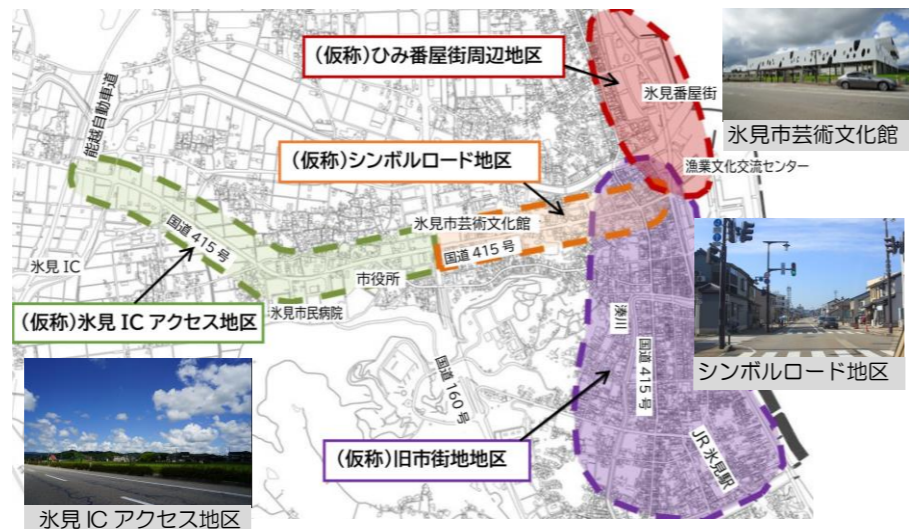 (仮称)ひみ番屋街周辺地区
氷見番屋街
氷見市芸術文化館
能越自動車道
(仮称)シンボルロード地区
漁業文化交流センター
氷見市芸術文化館
国道 415 号
国道 415 号
氷見 IC
市役所
氷見市民病院
(仮称)氷見 IC アクセス地区
湊川
国道 415 号
シンボルロード地区
国道 160 号
(仮称)旧市街地地区
JR 氷見駅
氷見 IC アクセス地区